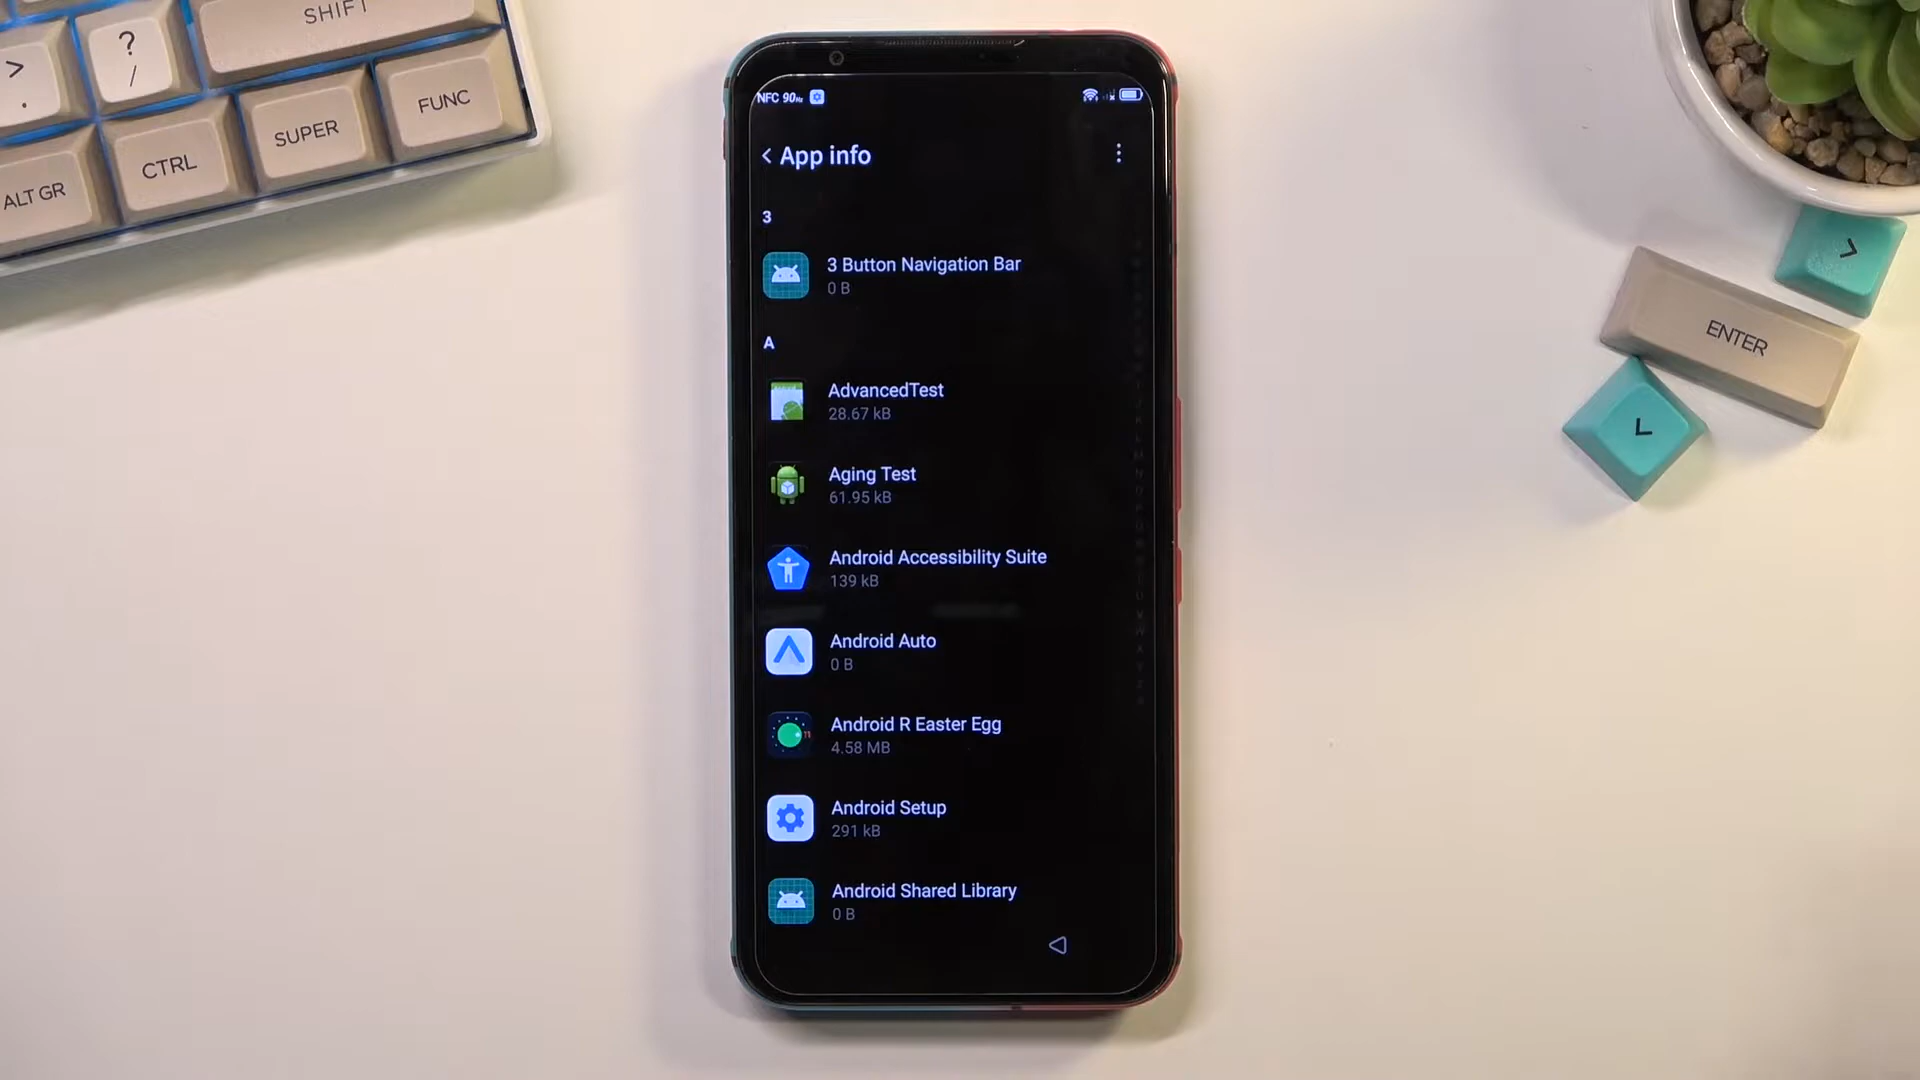 SHIFT
?
/
>
.
FUNC
SUPER
CTRL
ALT GR
NFC 90Hz
App info
3
3 Button Navigation Bar
0 B
A
AdvancedTest
28.67 kB
Aging Test
61.95 kB
Android Accessibility Suite
139 kB
Android Auto
0 B
Android R Easter Egg
4.58 MB
Android Setup
291 kB
Android Shared Library
0 B
>
ENTER
<